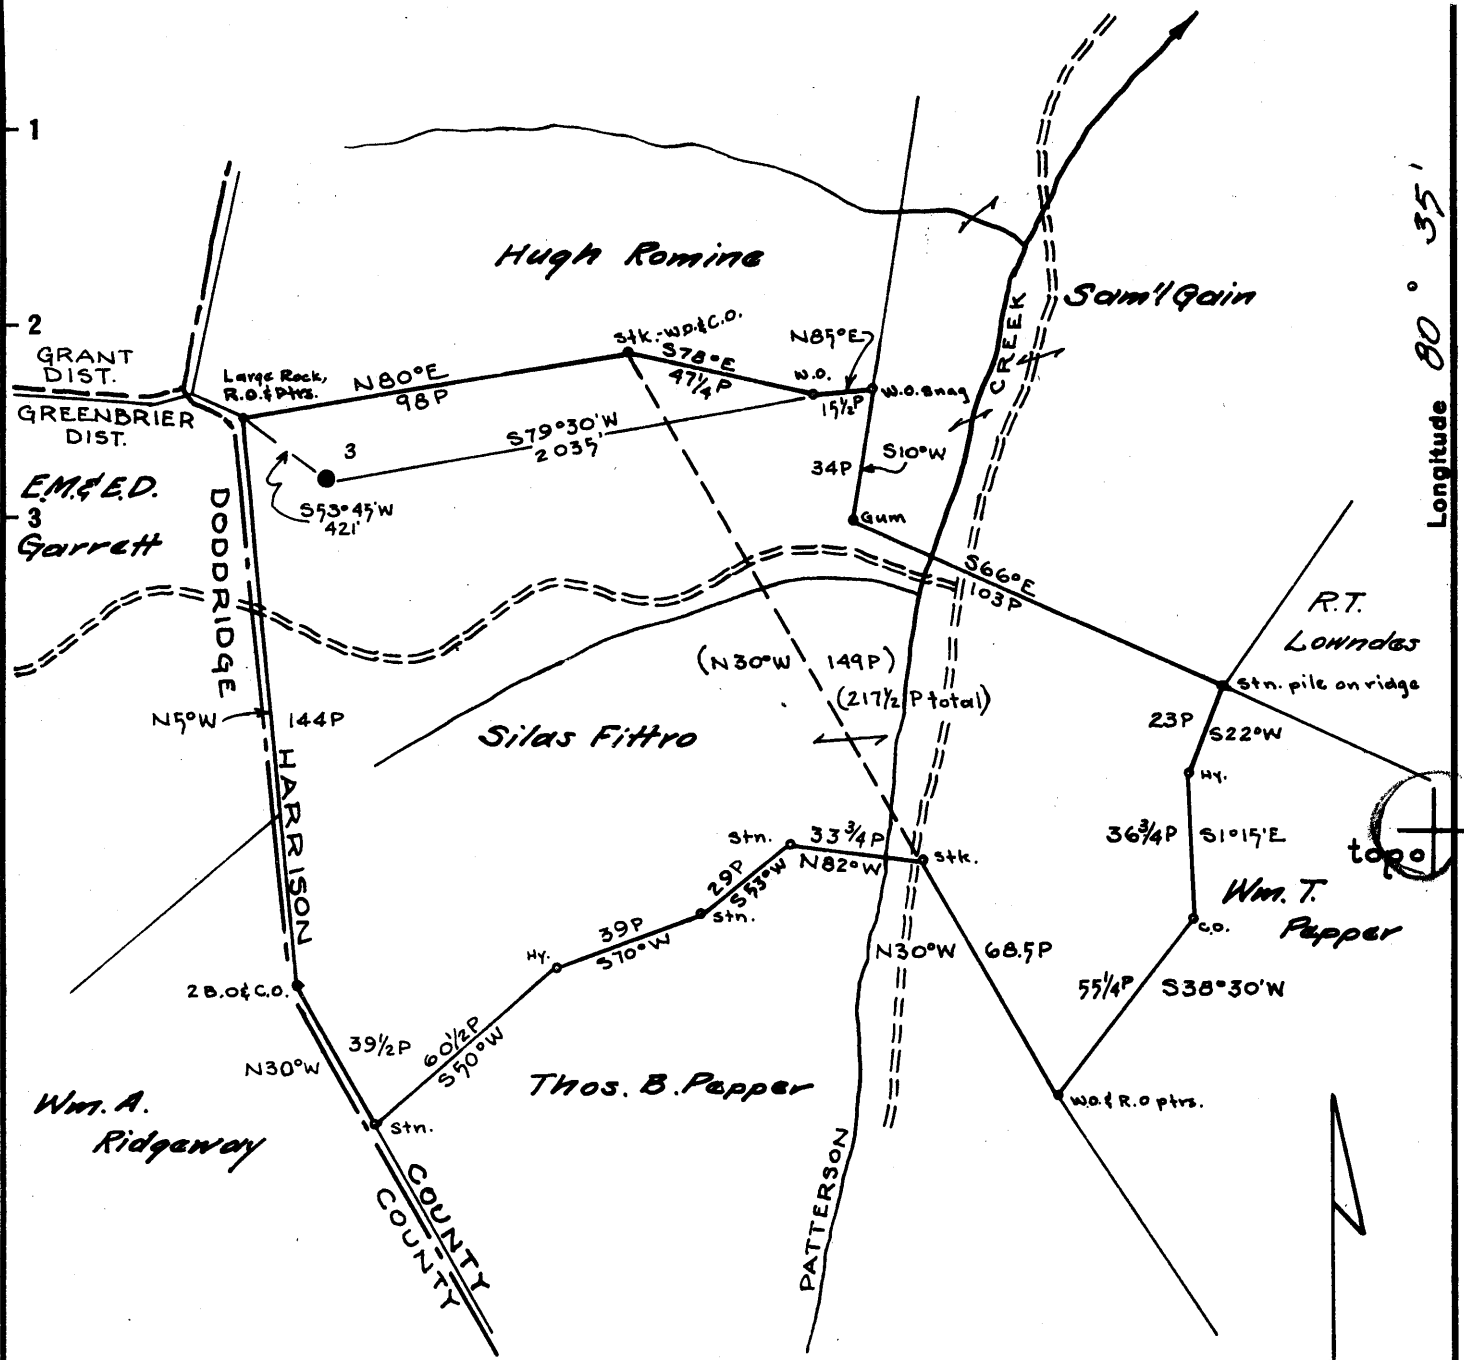 1
Hugh Romine
Sam'l Gain
35'
80°
Longitude
2
GRANT
DIST.
GREENBRIER
DIST.
Large Rock,
R.O.& Ptrs.
N80°E
98P
Stk.-W.O.& C.O.
S78°E
47¼P
W.O.
N85°E
15½P
W.O. Snag
CREEK
S79°30'W
2035'
3
S53°45'W
421'
34P
S10°W
Gum
E.M.& E.D.
3
Garrett
DODDRIDGE
S66°E
103P
R.T.
Lowndes
Stn. pile on ridge
(N30°W 149P)
(217½ P total)
N5°W
144P
HARRISON
Silas Fittro
23P
S22°W
Hy.
36¾P
S1°15'E
topo
Wm. T.
Pepper
C.O.
Stn.
33¾P
N82°W
Stk.
29P
S53°W
Stn.
39P
S70°W
Hy.
N30°W
68.5P
55¼P
S38°30'W
2 B.O.& C.O.
39½P
N30°W
60½P
S50°W
Thos. B. Pepper
W.O.& R.O ptrs.
Wm. A.
Ridgeway
Stn.
COUNTY
COUNTY
PATTERSON